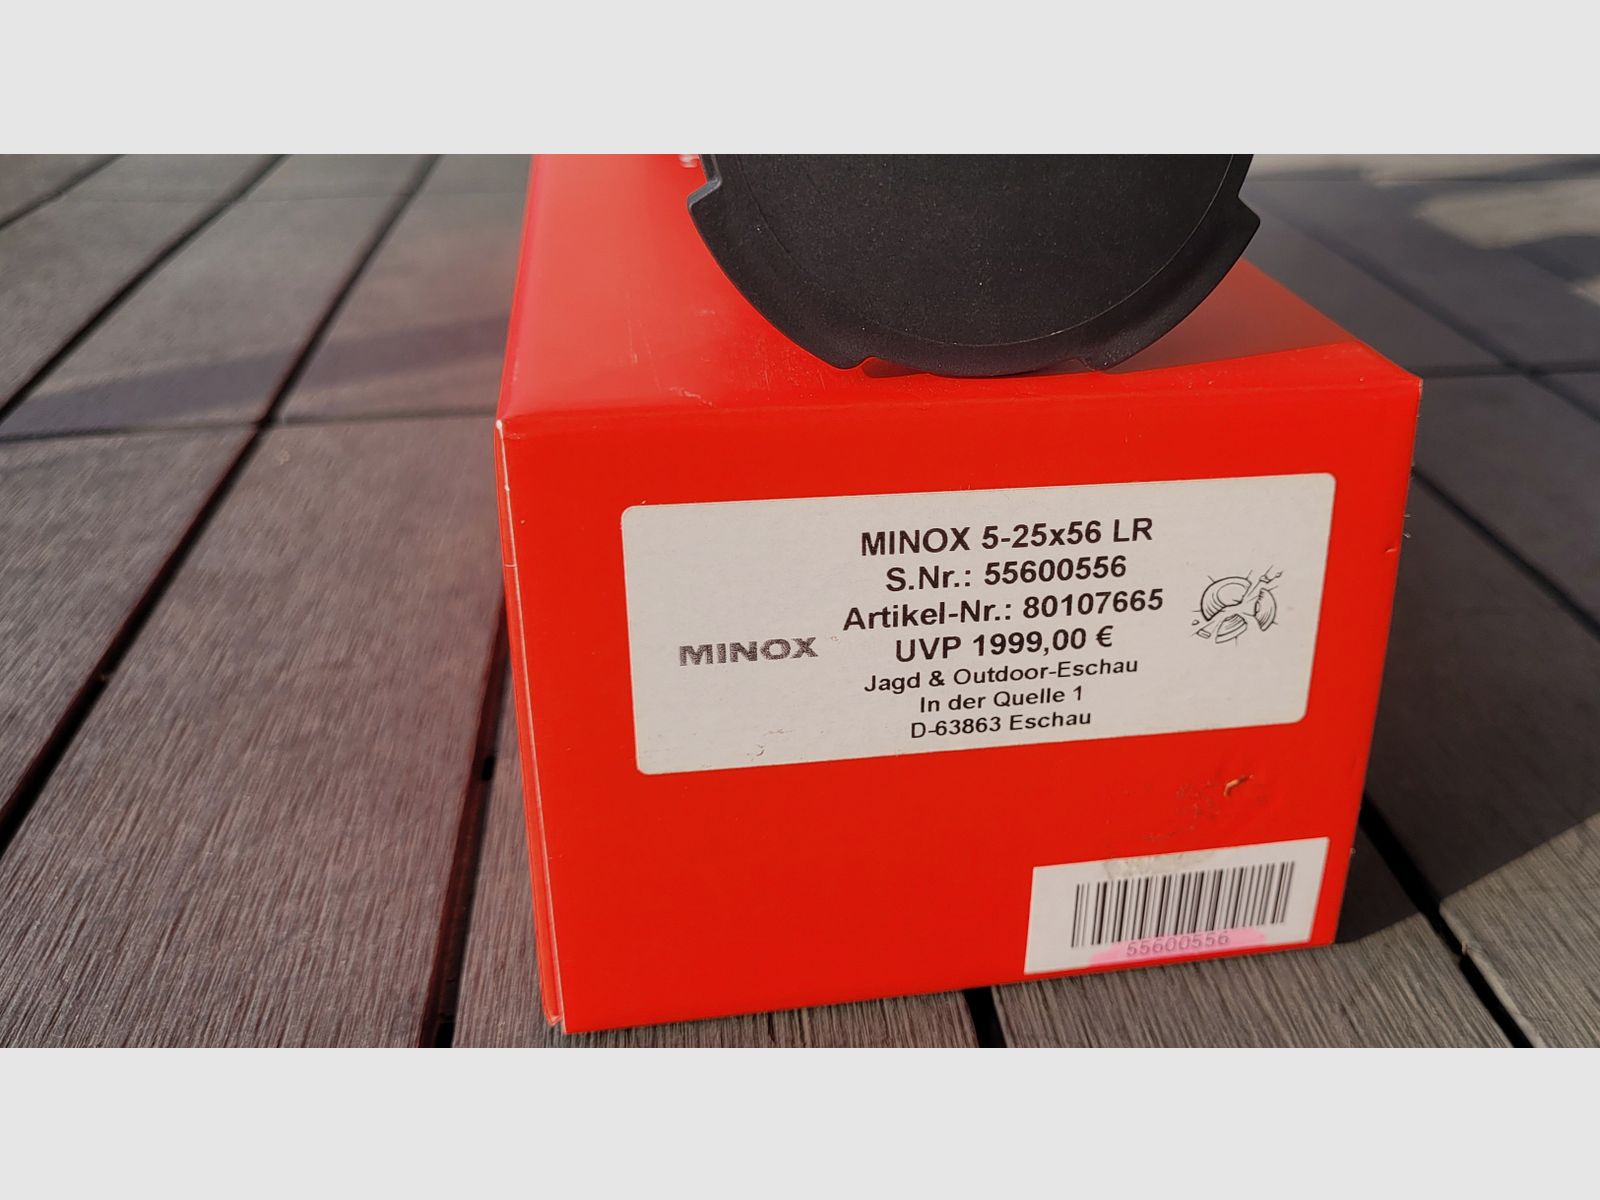 MINOX 5-25x56 LR
S.Nr.: 55600556
Artikel-Nr.: 80107665
MINOX
UVP 1999,00 €
Jagd & Outdoor-Eschau
In der Quelle 1
D-63863 Eschau
55600556